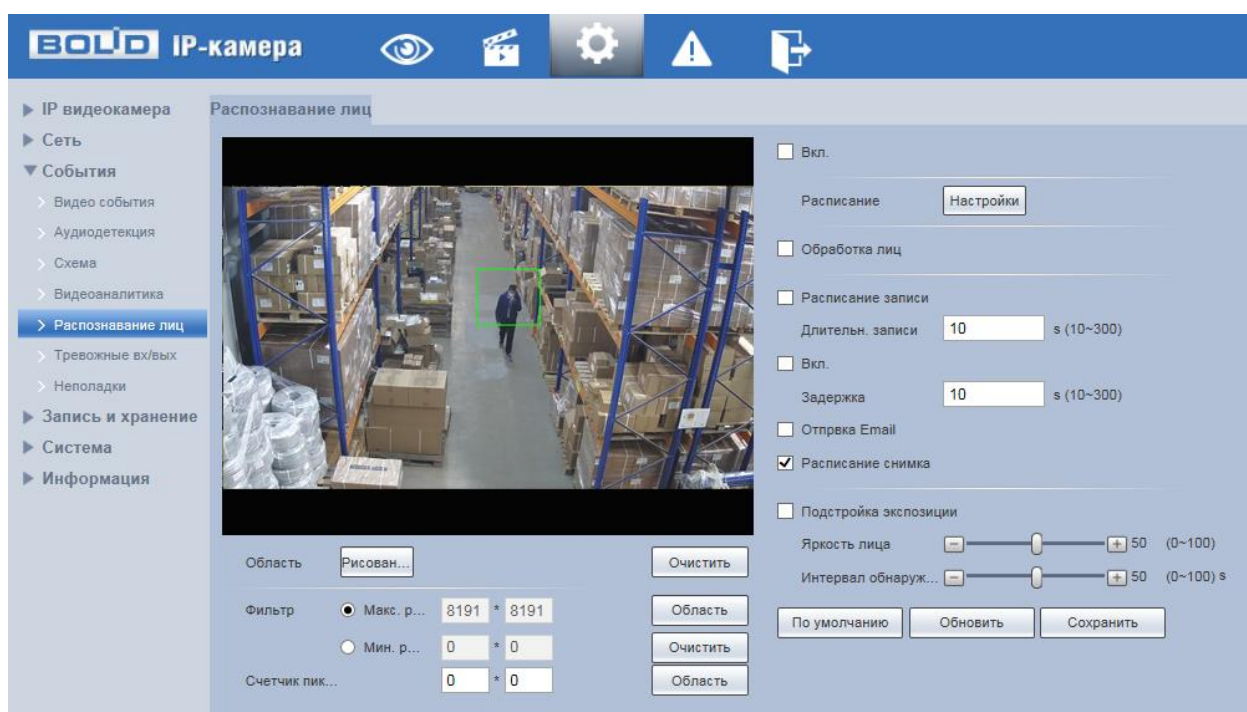 BOLID IP-камера
IP видеокамера
Сеть
События
Видео события
Аудиодетекция
Схема
Видеоаналитика
Распознавание лиц
Тревожные вх/вых
Неполадки
Запись и хранение
Система
Информация
Распознавание лиц
Область Рисован... Очистить
Фильтр Макс. р... 8191 * 8191 Область
Мин. р... 0 * 0 Очистить
Счетчик пик... 0 * 0 Область
Вкл.
Расписание Настройки
Обработка лиц
Расписание записи
Длительн. записи 10 s (10~300)
Вкл.
Задержка 10 s (10~300)
Отпрвка Email
Расписание снимка
Подстройка экспозиции
Яркость лица 50 (0~100)
Интервал обнаруж... 50 (0~100) s
По умолчанию Обновить Сохранить